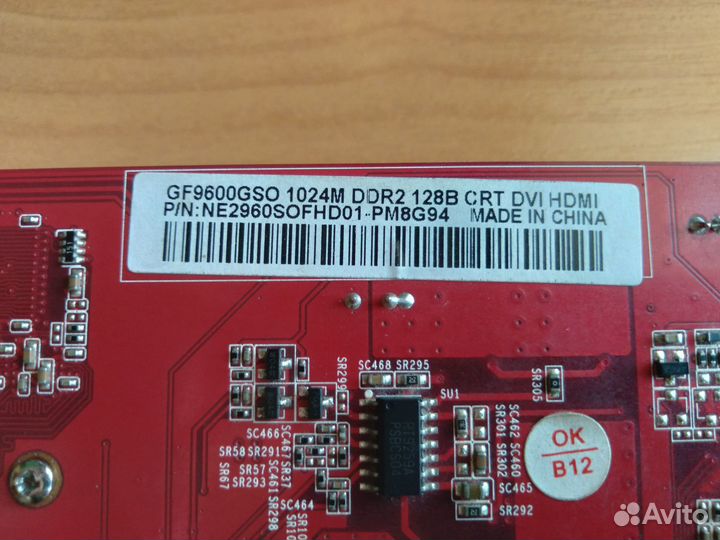 GF9600GSO 1024M DDR2 128B CRT DVI HDMI
P/N:NE2960SOFHD01-PM8G94 MADE IN CHINA
SC468 SR295
SR299
SU1
SR305
SC466
SC467
SR37
SR58 SR291
SR57
SR67
SR293
SC461
SR298
SC464
SC462
SR301
SC460
SR302
SC465
SR292
OK
B12
Avito